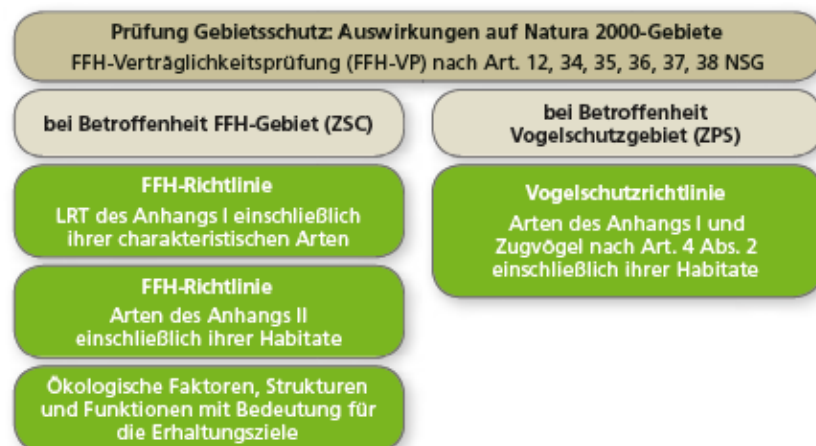 Prüfung Gebietsschutz: Auswirkungen auf Natura 2000-Gebiete
FFH-Verträglichkeitsprüfung (FFH-VP) nach Art. 12, 34, 35, 36, 37, 38 NSG
bei Betroffenheit FFH-Gebiet (ZSC)
FFH-Richtlinie
LRT des Anhangs I einschließlich
ihrer charakteristischen Arten
FFH-Richtlinie
Arten des Anhangs II
einschließlich ihrer Habitate
Ökologische Faktoren, Strukturen
und Funktionen mit Bedeutung für
die Erhaltungsziele
bei Betroffenheit
Vogelschutzgebiet (ZPS)
Vogelschutzrichtlinie
Arten des Anhangs I und
Zugvögel nach Art. 4 Abs. 2
einschließlich ihrer Habitate